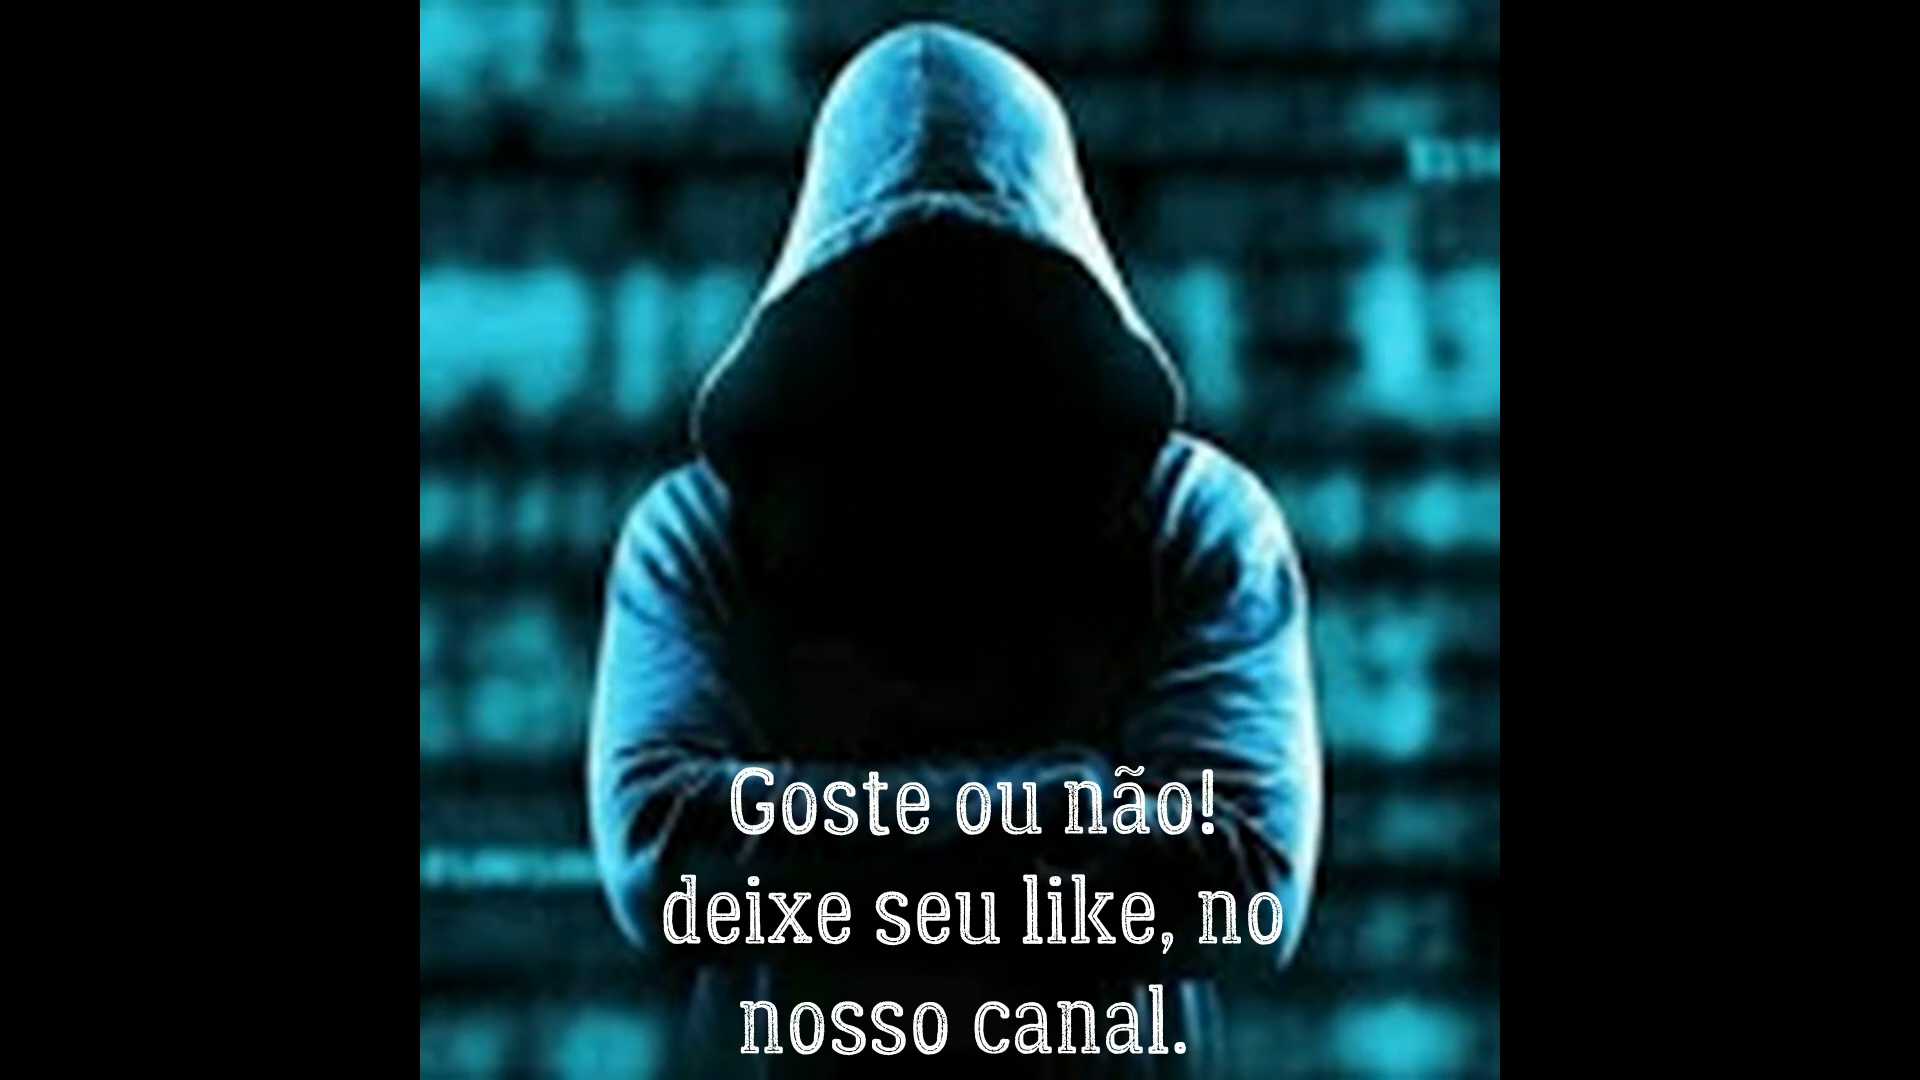 Goste ou não!
deixe seu like, no
nosso canal.